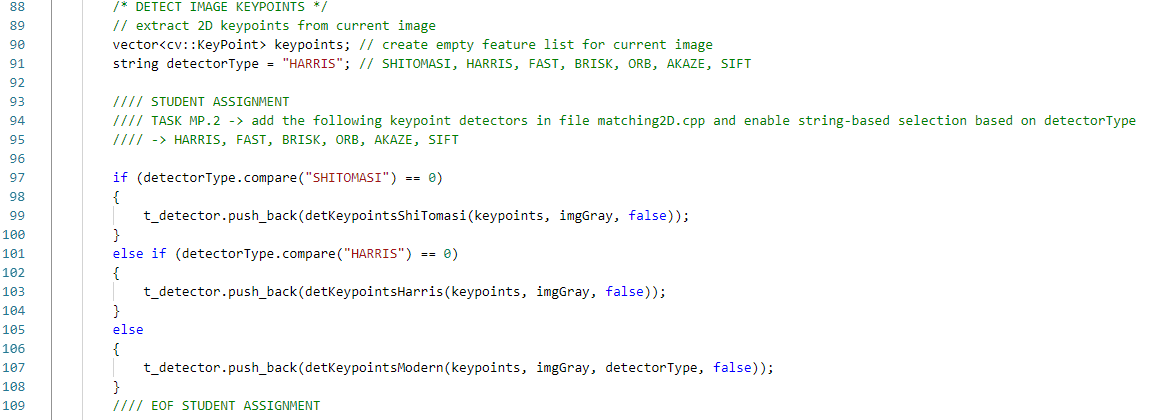 88 /* DETECT IMAGE KEYPOINTS */
89 // extract 2D keypoints from current image
90 vector<cv::KeyPoint> keypoints; // create empty feature list for current image
91 string detectorType = "HARRIS"; // SHITOMASI, HARRIS, FAST, BRISK, ORB, AKAZE, SIFT
92
93 //// STUDENT ASSIGNMENT
94 //// TASK MP.2 -> add the following keypoint detectors in file matching2D.cpp and enable string-based selection based on detectorType
95 //// -> HARRIS, FAST, BRISK, ORB, AKAZE, SIFT
96
97 if (detectorType.compare("SHITOMASI") == 0)
98 {
99 t_detector.push_back(detKeypointsShiTomasi(keypoints, imgGray, false));
100 }
101 else if (detectorType.compare("HARRIS") == 0)
102 {
103 t_detector.push_back(detKeypointsHarris(keypoints, imgGray, false));
104 }
105 else
106 {
107 t_detector.push_back(detKeypointsModern(keypoints, imgGray, detectorType, false));
108 }
109 //// EOF STUDENT ASSIGNMENT